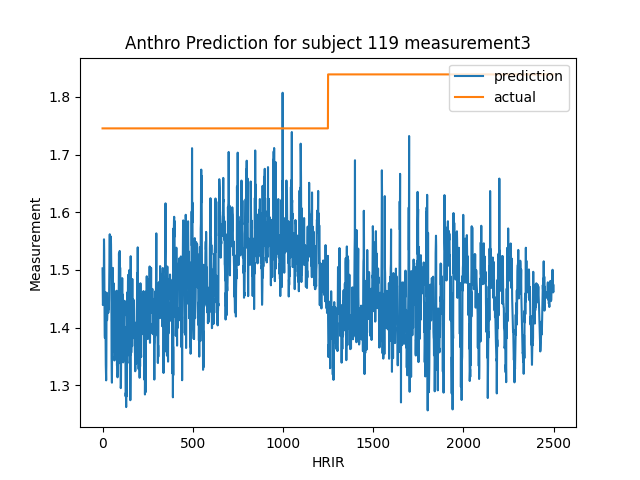 Anthro Prediction for subject 119 measurement3
prediction
actual
1.8
1.7
1.6
1.5
1.4
1.3
Measurement
0 500 1000 1500 2000 2500
HRIR